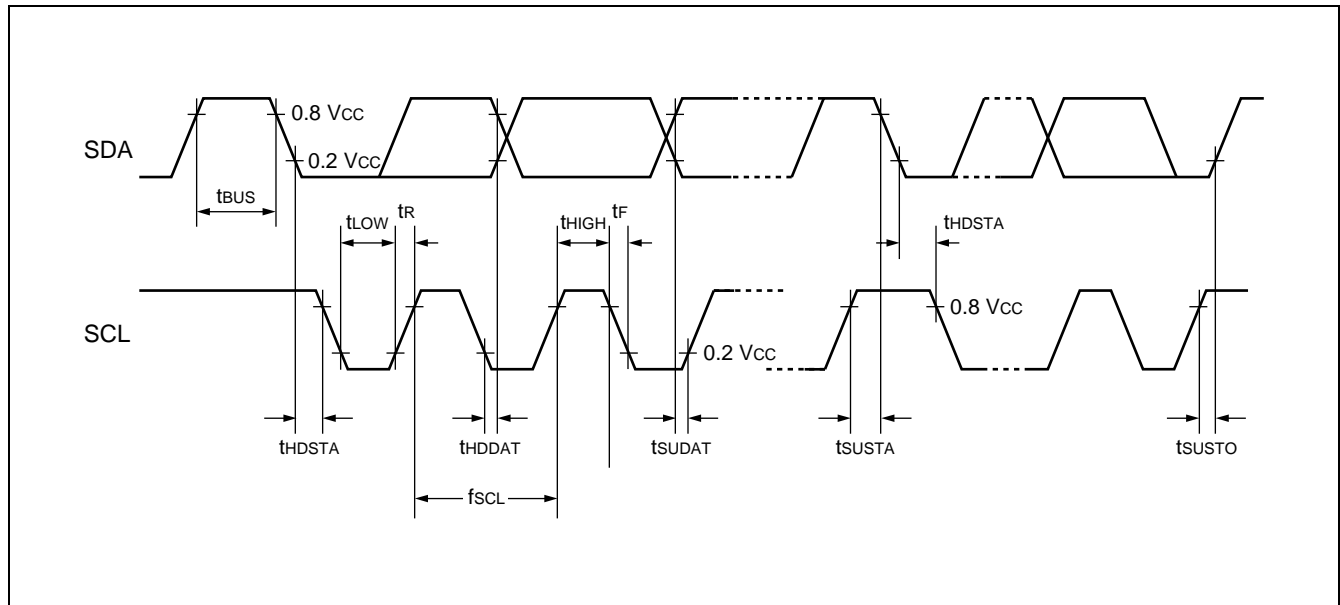 SDA
0.8 VCC
0.2 VCC
tBUS
tLOW
tR
tHIGH
tF
tHDSTA
SCL
0.8 VCC
0.2 VCC
tHDSTA
tHDDAT
tSUDAT
tSUSTA
tSUSTO
fSCL